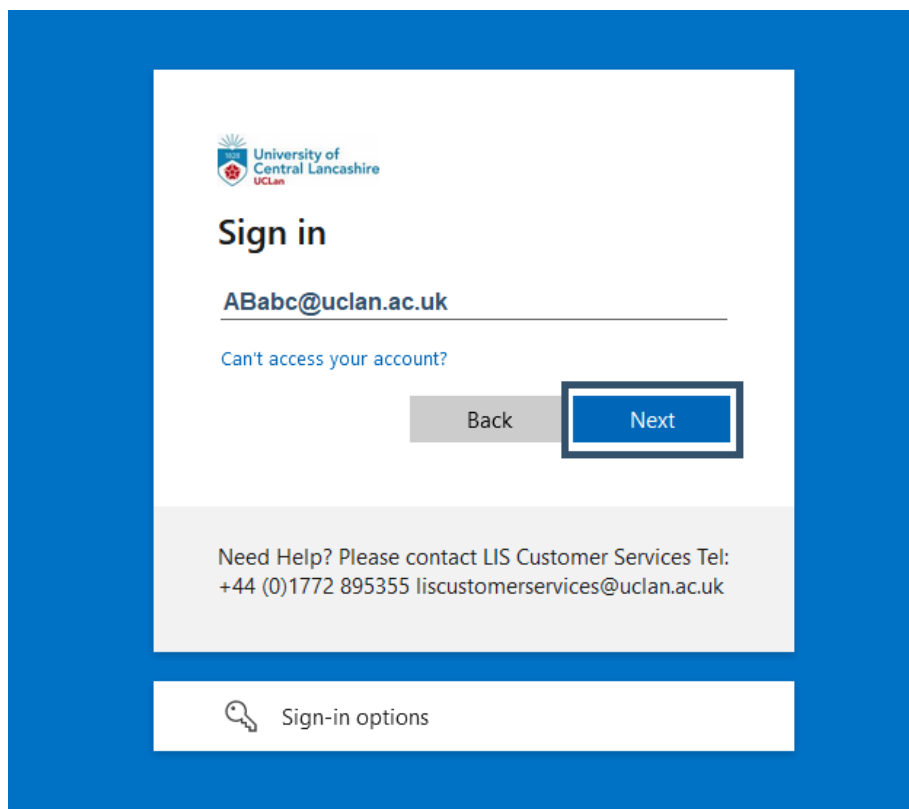 1828
University of
Central Lancashire
UCLan
Sign in
ABabc@uclan.ac.uk
Can't access your account?
Back Next
Need Help? Please contact LIS Customer Services Tel:
+44 (0)1772 895355 liscustomerservices@uclan.ac.uk
Sign-in options